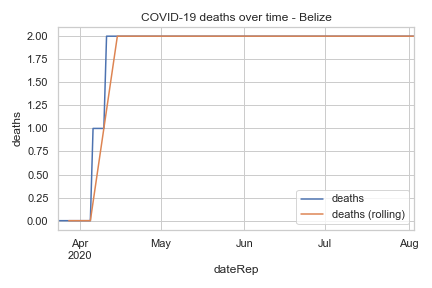 COVID-19 deaths over time - Belize
deaths
2.00
1.75
1.50
1.25
1.00
0.75
0.50
0.25
0.00
deaths
deaths (rolling)
Apr May Jun Jul Aug
2020
dateRep